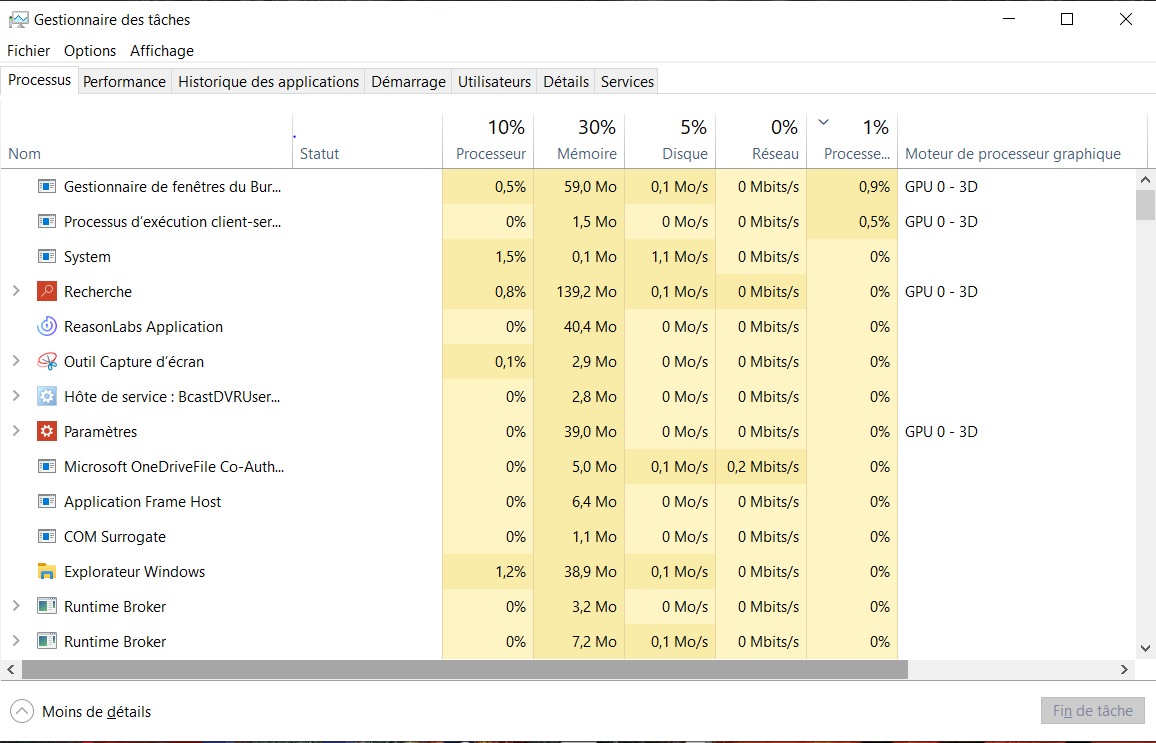 Gestionnaire des tâches
Fichier Options Affichage
Processus Performance Historique des applications Démarrage Utilisateurs Détails Services
10% 30% 5% 0% 1%
Nom Statut Processeur Mémoire Disque Réseau Processe... Moteur de processeur graphique
Gestionnaire de fenêtres du Bur... 0,5% 59,0 Mo 0,1 Mo/s 0 Mbits/s 0,9% GPU 0 - 3D
Processus d’exécution client-ser... 0% 1,5 Mo 0 Mo/s 0 Mbits/s 0,5% GPU 0 - 3D
System 1,5% 0,1 Mo 1,1 Mo/s 0 Mbits/s 0%
Recherche 0,8% 139,2 Mo 0,1 Mo/s 0 Mbits/s 0% GPU 0 - 3D
ReasonLabs Application 0% 40,4 Mo 0 Mo/s 0 Mbits/s 0%
Outil Capture d’écran 0,1% 2,9 Mo 0 Mo/s 0 Mbits/s 0%
Hôte de service : BcastDVRUser... 0% 2,8 Mo 0 Mo/s 0 Mbits/s 0%
Paramètres 0% 39,0 Mo 0 Mo/s 0 Mbits/s 0% GPU 0 - 3D
Microsoft OneDriveFile Co-Auth... 0% 5,0 Mo 0,1 Mo/s 0,2 Mbits/s 0%
Application Frame Host 0% 6,4 Mo 0 Mo/s 0 Mbits/s 0%
COM Surrogate 0% 1,1 Mo 0 Mo/s 0 Mbits/s 0%
Explorateur Windows 1,2% 38,9 Mo 0,1 Mo/s 0 Mbits/s 0%
Runtime Broker 0% 3,2 Mo 0 Mo/s 0 Mbits/s 0%
Runtime Broker 0% 7,2 Mo 0,1 Mo/s 0 Mbits/s 0%
Moins de détails Fin de tâche